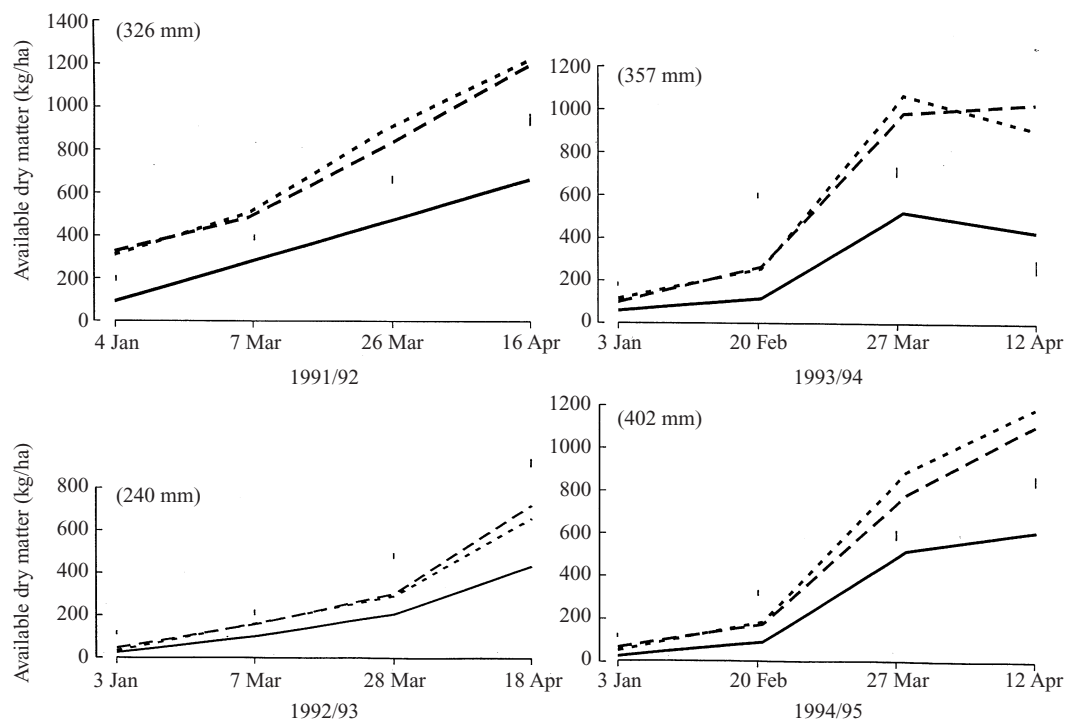 Available dry matter (kg/ha)
1400
1200
1000
800
600
400
200
0
(326 mm)
4 Jan
7 Mar
26 Mar
16 Apr
1991/92
1200
1000
800
600
400
200
0
(357 mm)
3 Jan
20 Feb
27 Mar
12 Apr
1993/94
Available dry matter (kg/ha)
800
600
400
200
0
(240 mm)
3 Jan
7 Mar
28 Mar
18 Apr
1992/93
1200
1000
800
600
400
200
0
(402 mm)
3 Jan
20 Feb
27 Mar
12 Apr
1994/95